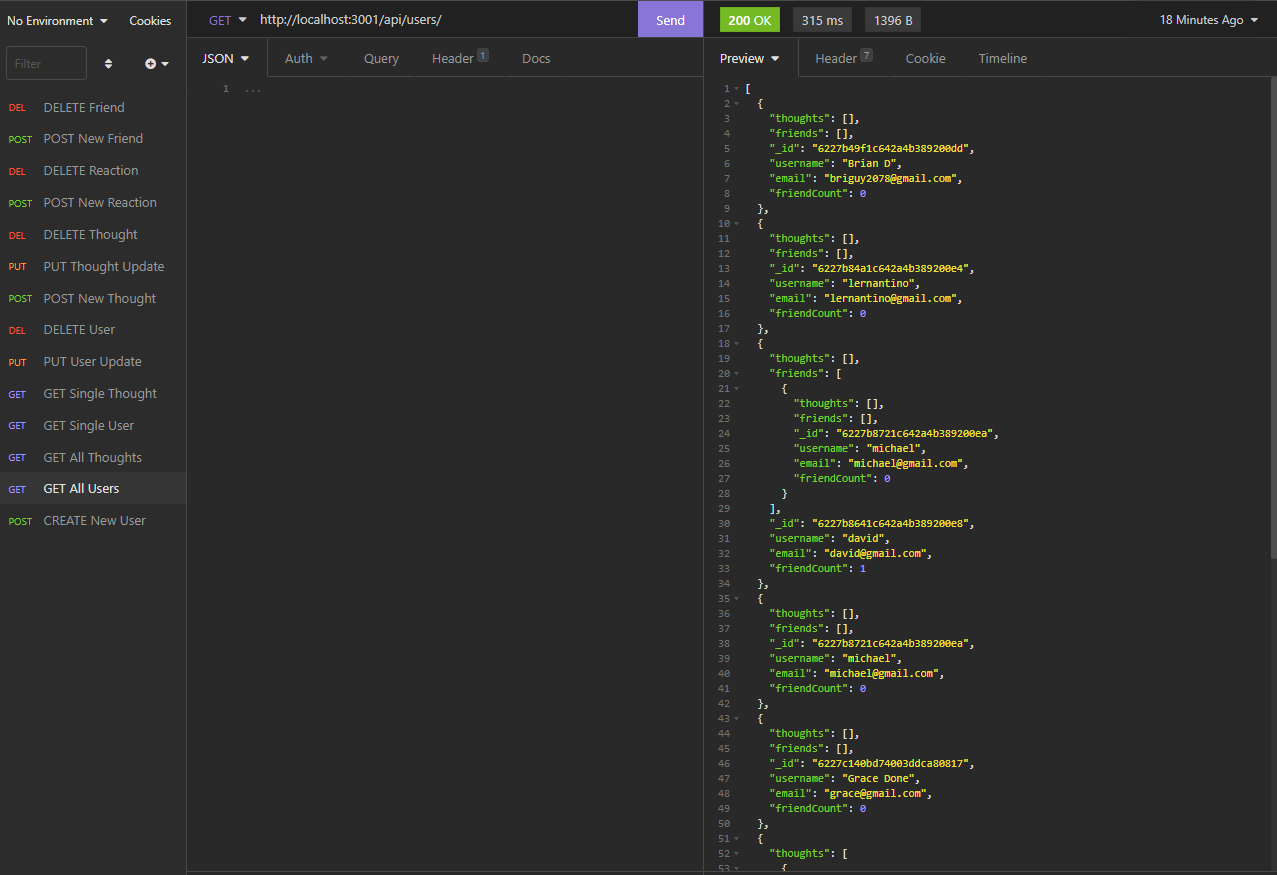 No Environment Cookies
GET http://localhost:3001/api/users/ Send
200 OK 315 ms 1396 B 18 Minutes Ago
Filter
JSON Auth Query Header 1 Docs
Preview Header 7 Cookie Timeline
DEL DELETE Friend
POST POST New Friend
DEL DELETE Reaction
POST POST New Reaction
DEL DELETE Thought
PUT PUT Thought Update
POST POST New Thought
DEL DELETE User
PUT PUT User Update
GET GET Single Thought
GET GET Single User
GET GET All Thoughts
GET GET All Users
POST CREATE New User
1 ...
1 [
2 {
3 "thoughts": [],
4 "friends": [],
5 "_id": "6227b49f1c642a4b389200dd",
6 "username": "Brian D",
7 "email": "briguy2078@gmail.com",
8 "friendCount": 0
9 },
10 {
11 "thoughts": [],
12 "friends": [],
13 "_id": "6227b84a1c642a4b389200e4",
14 "username": "lernantino",
15 "email": "lernantino@gmail.com",
16 "friendCount": 0
17 },
18 {
19 "thoughts": [],
20 "friends": [
21 {
22 "thoughts": [],
23 "friends": [],
24 "_id": "6227b8721c642a4b389200ea",
25 "username": "michael",
26 "email": "michael@gmail.com",
27 "friendCount": 0
28 }
29 ],
30 "_id": "6227b8641c642a4b389200e8",
31 "username": "david",
32 "email": "david@gmail.com",
33 "friendCount": 1
34 },
35 {
36 "thoughts": [],
37 "friends": [],
38 "_id": "6227b8721c642a4b389200ea",
39 "username": "michael",
40 "email": "michael@gmail.com",
41 "friendCount": 0
42 },
43 {
44 "thoughts": [],
45 "friends": [],
46 "_id": "6227c140bd74003ddca80817",
47 "username": "Grace Done",
48 "email": "grace@gmail.com",
49 "friendCount": 0
50 },
51 {
52 "thoughts": [
53 {